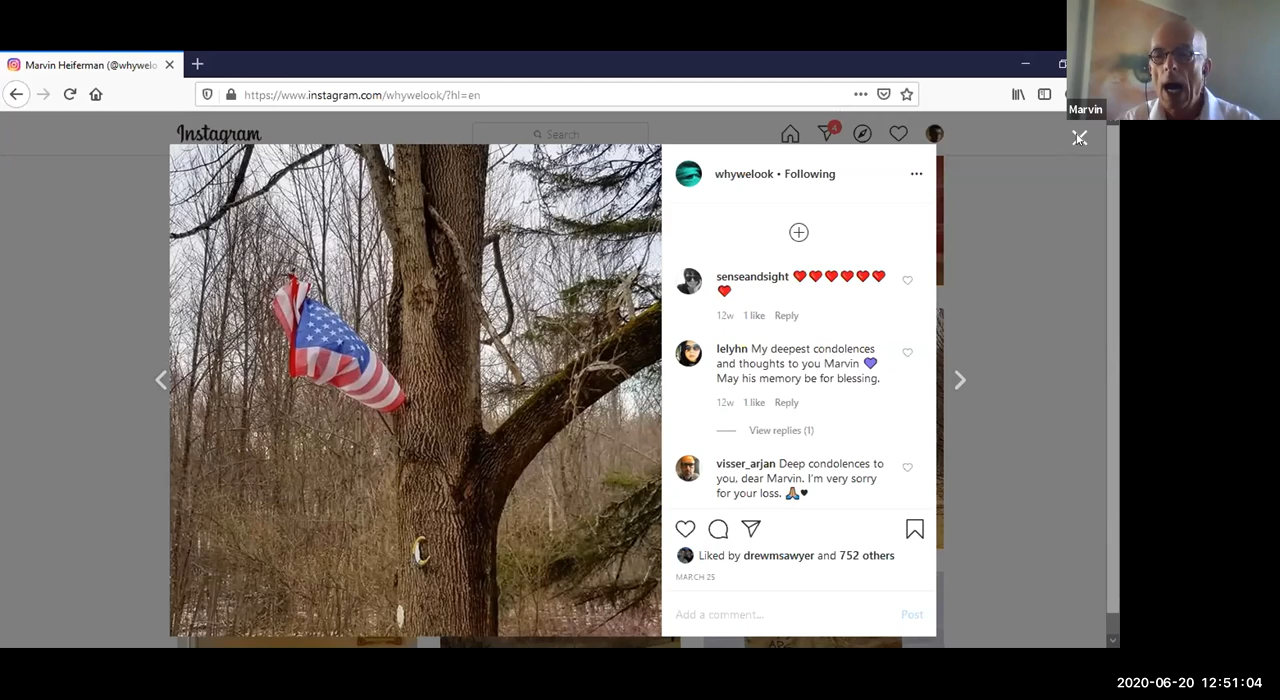 Marvin Heiferman (@whywelo
https://www.instagram.com/whywelook/?hl=en
Marvin
Instagram
Search
4
whywelook • Following
senseandsight ❤️❤️❤️❤️❤️❤️
❤️
12w 1 like Reply
lelyhn My deepest condolences
and thoughts to you Marvin 💜
May his memory be for blessing.
12w 1 like Reply
View replies (1)
visser_arjan Deep condolences to
you, dear Marvin. I'm very sorry
for your loss. 🙏🏽🖤
Liked by drewmsawyer and 752 others
MARCH 25
Add a comment... Post
2020-06-20 12:51:04